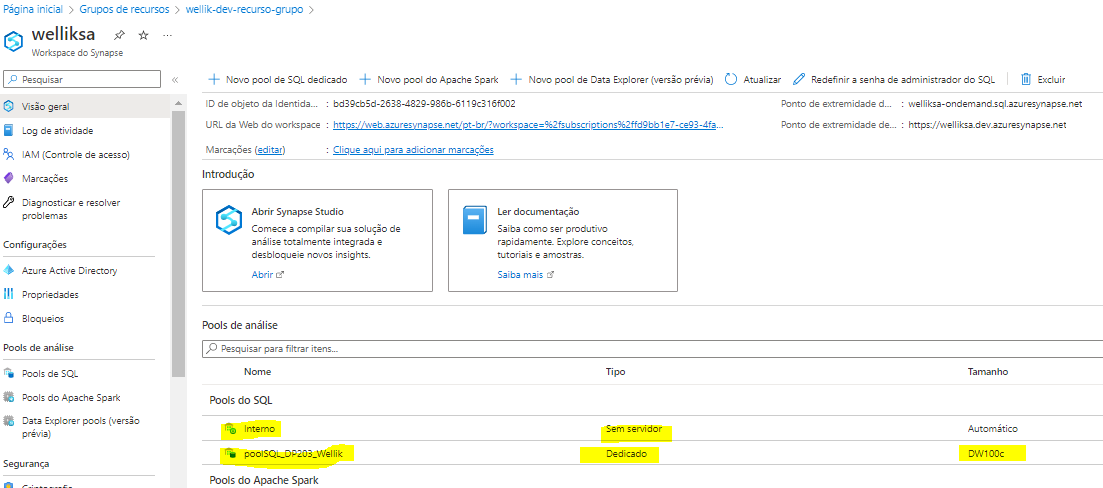 Página inicial > Grupos de recursos > wellik-dev-recurso-grupo >
welliksa
Workspace do Synapse
Pesquisar
Novo pool de SQL dedicado
Novo pool do Apache Spark
Novo pool de Data Explorer (versão prévia)
Atualizar
Redefinir a senha de administrador do SQL
Excluir
Visão geral
Log de atividade
IAM (Controle de acesso)
Marcações
Diagnosticar e resolver
problemas
Configurações
Azure Active Directory
Propriedades
Bloqueios
Pools de análise
Pools de SQL
Pools do Apache Spark
Data Explorer pools (versão
prévia)
Segurança
Criptografia
ID de objeto da Identida... : bd39cb5d-2638-4829-986b-6119c316f002
Ponto de extremidade d... : welliksa-ondemand.sql.azuresynapse.net
URL da Web do workspace : https://web.azuresynapse.net/pt-br/?workspace=%2fsubscriptions%2ffd9bb1e7-ce93-4fa...
Ponto de extremidade de... : https://welliksa.dev.azuresynapse.net
Marcações (editar) : Clique aqui para adicionar marcações
Introdução
Abrir Synapse Studio
Comece a compilar sua solução de
análise totalmente integrada e
desbloqueie novos insights.
Abrir
Ler documentação
Saiba como ser produtivo
rapidamente. Explore conceitos,
tutoriais e amostras.
Saiba mais
Pools de análise
Pesquisar para filtrar itens...
Nome Tipo Tamanho
Pools do SQL
Interno Sem servidor Automático
poolSQL_DP203_Wellik Dedicado DW100c
Pools do Apache Spark